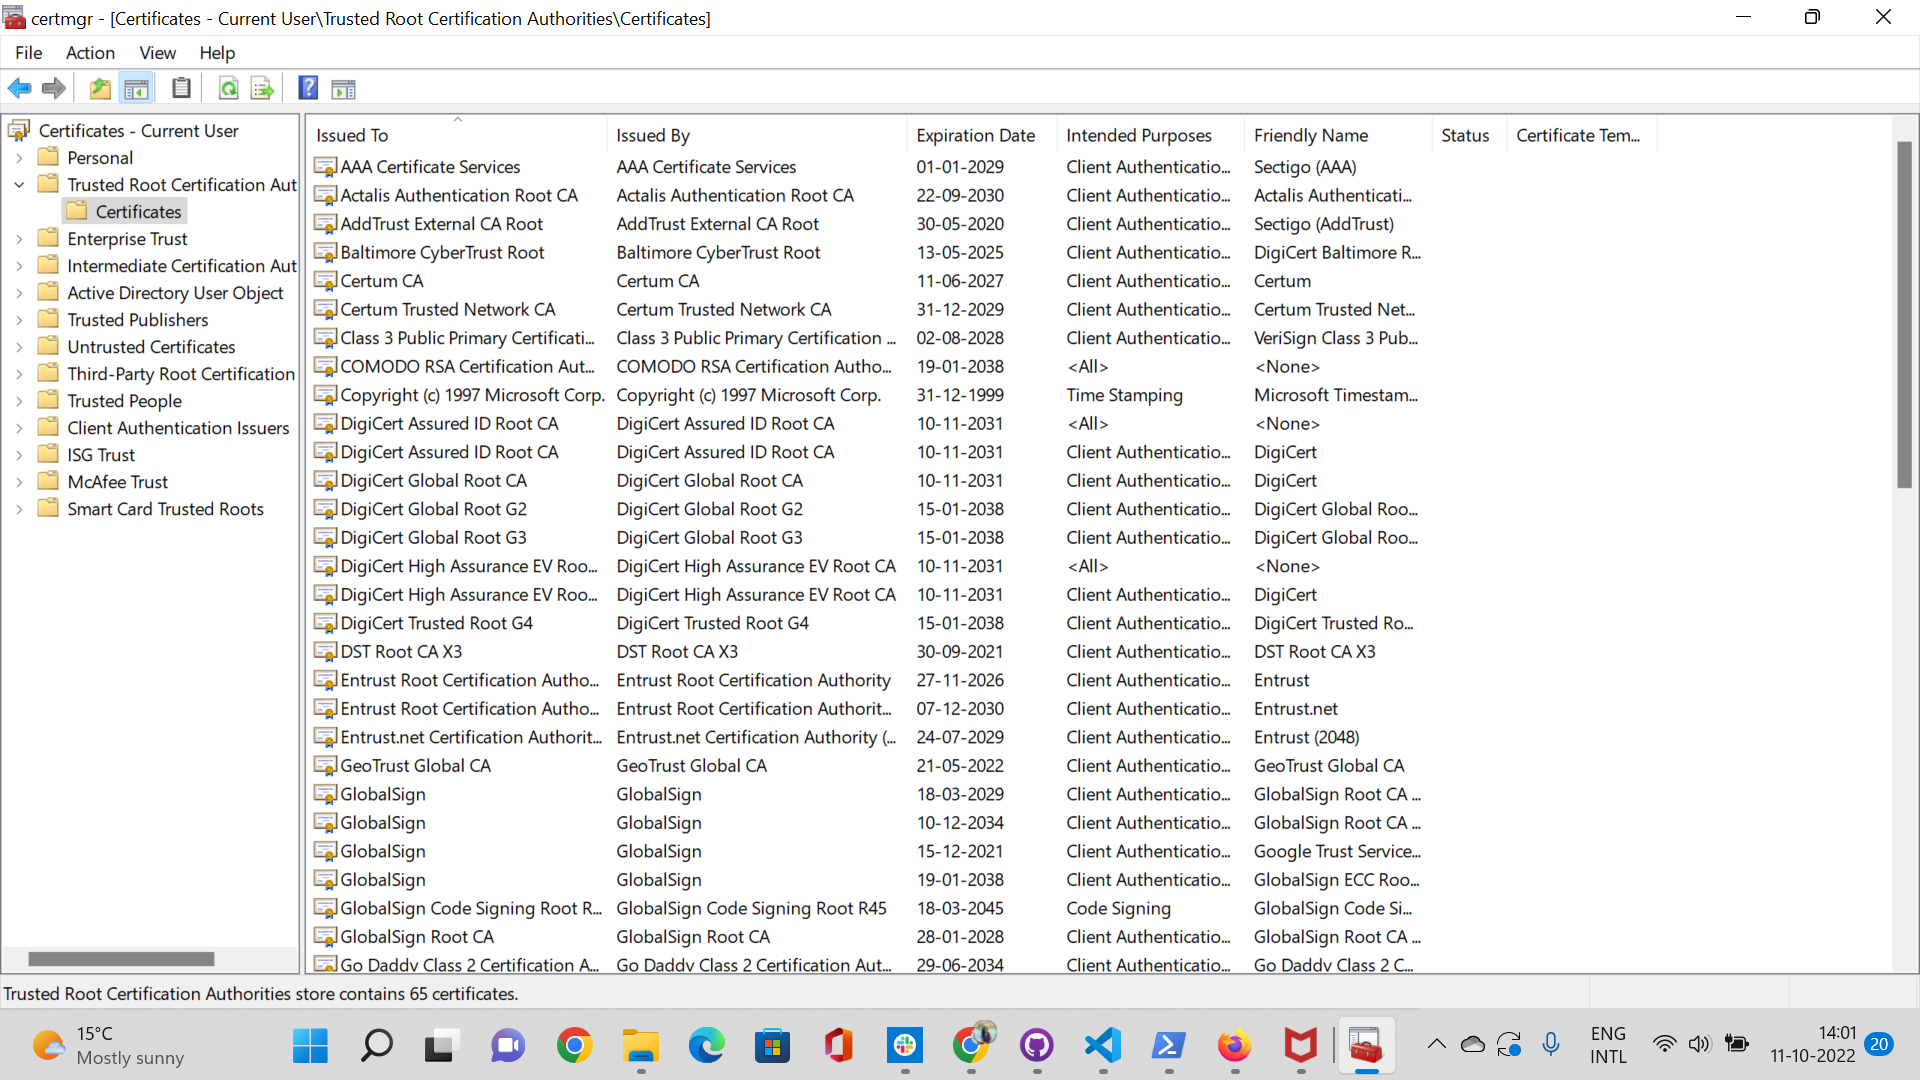 certmgr - [Certificates - Current User\Trusted Root Certification Authorities\Certificates]
File Action View Help
Certificates - Current User
Personal
Trusted Root Certification Aut
Certificates
Enterprise Trust
Intermediate Certification Aut
Active Directory User Object
Trusted Publishers
Untrusted Certificates
Third-Party Root Certification
Trusted People
Client Authentication Issuers
ISG Trust
McAfee Trust
Smart Card Trusted Roots
Issued To Issued By Expiration Date Intended Purposes Friendly Name Status Certificate Tem...
AAA Certificate Services AAA Certificate Services 01-01-2029 Client Authenticatio... Sectigo (AAA)
Actalis Authentication Root CA Actalis Authentication Root CA 22-09-2030 Client Authenticatio... Actalis Authenticati...
AddTrust External CA Root AddTrust External CA Root 30-05-2020 Client Authenticatio... Sectigo (AddTrust)
Baltimore CyberTrust Root Baltimore CyberTrust Root 13-05-2025 Client Authenticatio... DigiCert Baltimore R...
Certum CA Certum CA 11-06-2027 Client Authenticatio... Certum
Certum Trusted Network CA Certum Trusted Network CA 31-12-2029 Client Authenticatio... Certum Trusted Net...
Class 3 Public Primary Certificati... Class 3 Public Primary Certification ... 02-08-2028 Client Authenticatio... VeriSign Class 3 Pub...
COMODO RSA Certification Aut... COMODO RSA Certification Autho... 19-01-2038 <All> <None>
Copyright (c) 1997 Microsoft Corp. Copyright (c) 1997 Microsoft Corp. 31-12-1999 Time Stamping Microsoft Timestam...
DigiCert Assured ID Root CA DigiCert Assured ID Root CA 10-11-2031 <All> <None>
DigiCert Assured ID Root CA DigiCert Assured ID Root CA 10-11-2031 Client Authenticatio... DigiCert
DigiCert Global Root CA DigiCert Global Root CA 10-11-2031 Client Authenticatio... DigiCert
DigiCert Global Root G2 DigiCert Global Root G2 15-01-2038 Client Authenticatio... DigiCert Global Roo...
DigiCert Global Root G3 DigiCert Global Root G3 15-01-2038 Client Authenticatio... DigiCert Global Roo...
DigiCert High Assurance EV Roo... DigiCert High Assurance EV Root CA 10-11-2031 <All> <None>
DigiCert High Assurance EV Roo... DigiCert High Assurance EV Root CA 10-11-2031 Client Authenticatio... DigiCert
DigiCert Trusted Root G4 DigiCert Trusted Root G4 15-01-2038 Client Authenticatio... DigiCert Trusted Ro...
DST Root CA X3 DST Root CA X3 30-09-2021 Client Authenticatio... DST Root CA X3
Entrust Root Certification Autho... Entrust Root Certification Authority 27-11-2026 Client Authenticatio... Entrust
Entrust Root Certification Autho... Entrust Root Certification Authorit... 07-12-2030 Client Authenticatio... Entrust.net
Entrust.net Certification Authorit... Entrust.net Certification Authority (... 24-07-2029 Client Authenticatio... Entrust (2048)
GeoTrust Global CA GeoTrust Global CA 21-05-2022 Client Authenticatio... GeoTrust Global CA
GlobalSign GlobalSign 18-03-2029 Client Authenticatio... GlobalSign Root CA ...
GlobalSign GlobalSign 10-12-2034 Client Authenticatio... GlobalSign Root CA ...
GlobalSign GlobalSign 15-12-2021 Client Authenticatio... Google Trust Service...
GlobalSign GlobalSign 19-01-2038 Client Authenticatio... GlobalSign ECC Roo...
GlobalSign Code Signing Root R... GlobalSign Code Signing Root R45 18-03-2045 Code Signing GlobalSign Code Si...
GlobalSign Root CA GlobalSign Root CA 28-01-2028 Client Authenticatio... GlobalSign Root CA ...
Go Daddy Class 2 Certification A... Go Daddy Class 2 Certification Aut... 29-06-2034 Client Authenticatio... Go Daddy Class 2 C...
Trusted Root Certification Authorities store contains 65 certificates.
15°C
Mostly sunny
ENG
INTL
14:01
11-10-2022
20